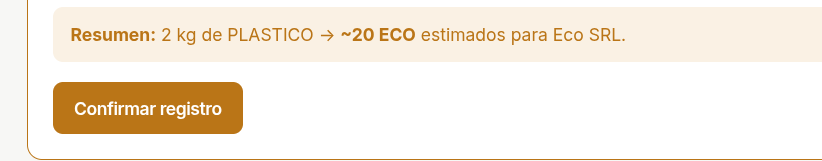 Resumen: 2 kg de PLASTICO → ~20 ECO estimados para Eco SRL.
Confirmar registro